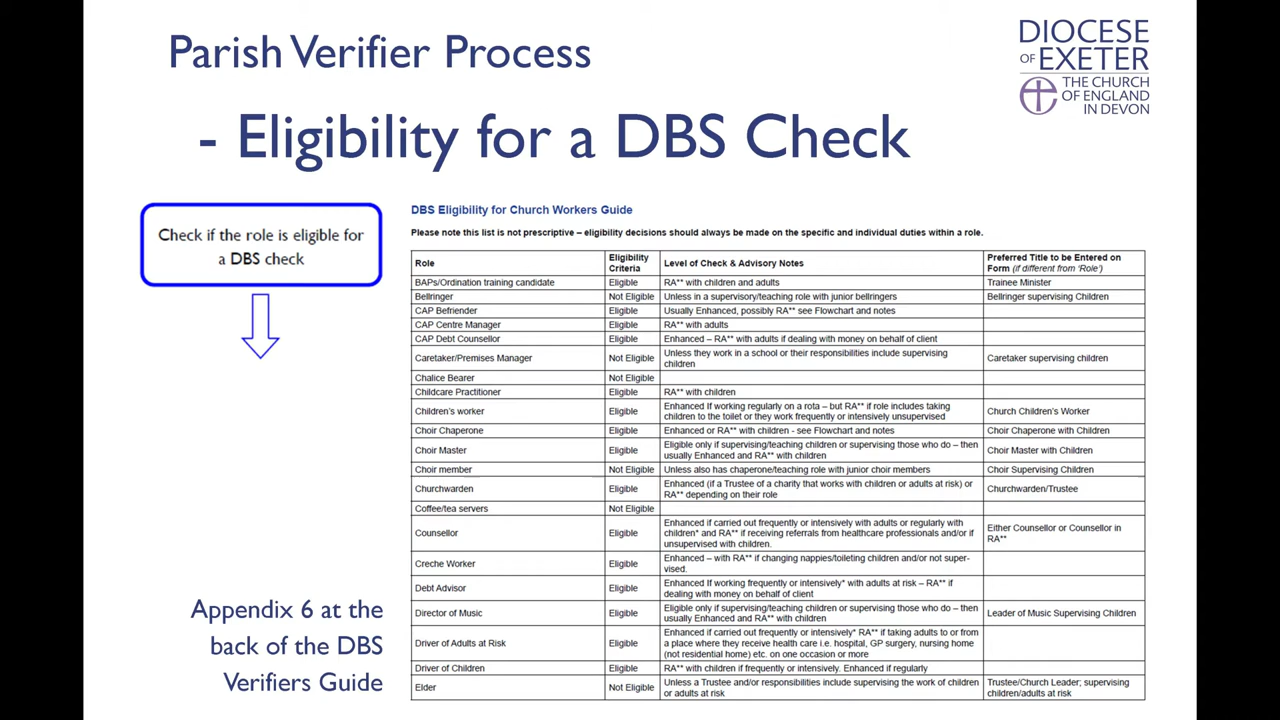 Parish Verifier Process
DIOCESE
OF EXETER
THE CHURCH
OF ENGLAND
IN DEVON
- Eligibility for a DBS Check
Check if the role is eligible for
a DBS check
DBS Eligibility for Church Workers Guide
Please note this list is not prescriptive – eligibility decisions should always be made on the specific and individual duties within a role.
Role
Eligibility
Criteria
Level of Check & Advisory Notes
Preferred Title to be Entered on
Form (if different from 'Role')
BAPs/Ordination training candidate
Eligible
RA** with children and adults
Trainee Minister
Bellringer
Not Eligible
Unless in a supervisory/teaching role with junior bellringers
Bellringer supervising Children
CAP Befriender
Eligible
Usually Enhanced, possibly RA** see Flowchart and notes
CAP Centre Manager
Eligible
RA** with adults
CAP Debt Counsellor
Eligible
Enhanced – RA** with adults if dealing with money on behalf of client
Caretaker/Premises Manager
Not Eligible
Unless they work in a school or their responsibilities include supervising
children
Caretaker supervising children
Chalice Bearer
Not Eligible
Childcare Practitioner
Eligible
RA** with children
Children's worker
Eligible
Enhanced If working regularly on a rota – but RA** if role includes taking
children to the toilet or they work frequently or intensively unsupervised
Church Children's Worker
Choir Chaperone
Eligible
Enhanced or RA** with children - see Flowchart and notes
Choir Chaperone with Children
Choir Master
Eligible
Eligible only if supervising/teaching children or supervising those who do – then
usually Enhanced and RA** with children
Choir Master with Children
Choir member
Not Eligible
Unless also has chaperone/teaching role with junior choir members
Choir Supervising Children
Churchwarden
Eligible
Enhanced (if a Trustee of a charity that works with children or adults at risk) or
RA** depending on their role
Churchwarden/Trustee
Coffee/tea servers
Not Eligible
Counsellor
Eligible
Enhanced if carried out frequently or intensively with adults or regularly with
children* and RA** if receiving referrals from healthcare professionals and/or if
unsupervised with children.
Either Counsellor or Counsellor in
RA**
Creche Worker
Eligible
Enhanced – with RA** if changing nappies/toileting children and/or not super-
vised.
Debt Advisor
Eligible
Enhanced If working frequently or intensively* with adults at risk – RA** if
dealing with money on behalf of client
Director of Music
Eligible
Eligible only if supervising/teaching children or supervising those who do – then
usually Enhanced and RA** with children
Leader of Music Supervising Children
Driver of Adults at Risk
Eligible
Enhanced if carried out frequently or intensively* RA** if taking adults to or from
a place where they receive health care i.e. hospital, GP surgery, nursing home
(not residential home) etc. on one occasion or more
Driver of Children
Eligible
RA** with children if frequently or intensively. Enhanced if regularly
Elder
Not Eligible
Unless a Trustee and/or responsibilities include supervising the work of children
or adults at risk
Trustee/Church Leader; supervising
children/adults at risk
Appendix 6 at the
back of the DBS
Verifiers Guide